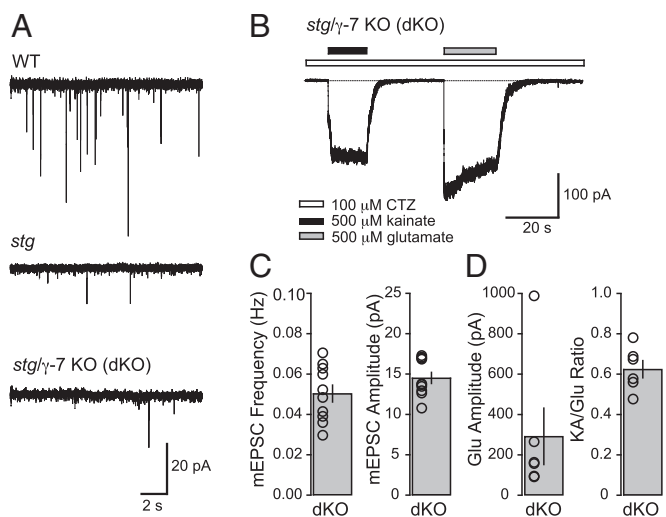 A
WT
stg
stg/γ-7 KO (dKO)
20 pA
2 s
B
stg/γ-7 KO (dKO)
100 pA
20 s
100 μM CTZ
500 μM kainate
500 μM glutamate
C
mEPSC Frequency (Hz)
0.10
0.08
0.06
0.04
0.02
0.00
dKO
mEPSC Amplitude (pA)
25
20
15
10
5
0
dKO
D
Glu Amplitude (pA)
1000
800
600
400
200
0
dKO
KA/Glu Ratio
1.0
0.8
0.6
0.4
0.2
0.0
dKO